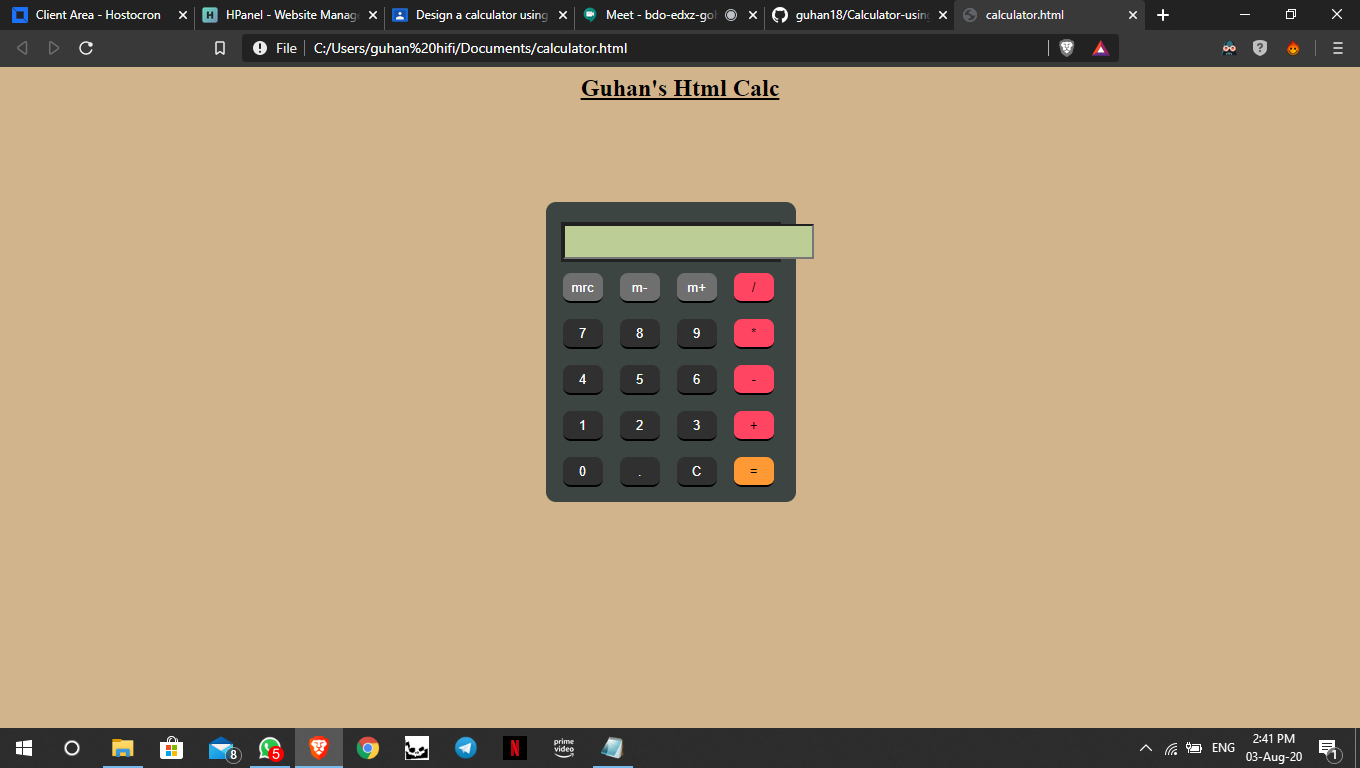 Client Area - Hostocron
HPanel - Website Manag
Design a calculator using
Meet - bdo-edxz-go
guhan18/Calculator-usin
calculator.html
File
C:/Users/guhan%20hifi/Documents/calculator.html
Guhan's Html Calc
mrc m- m+ /
7 8 9 *
4 5 6 -
1 2 3 +
0 . C =
8
5
N
prime video
ENG
2:41 PM
03-Aug-20
1